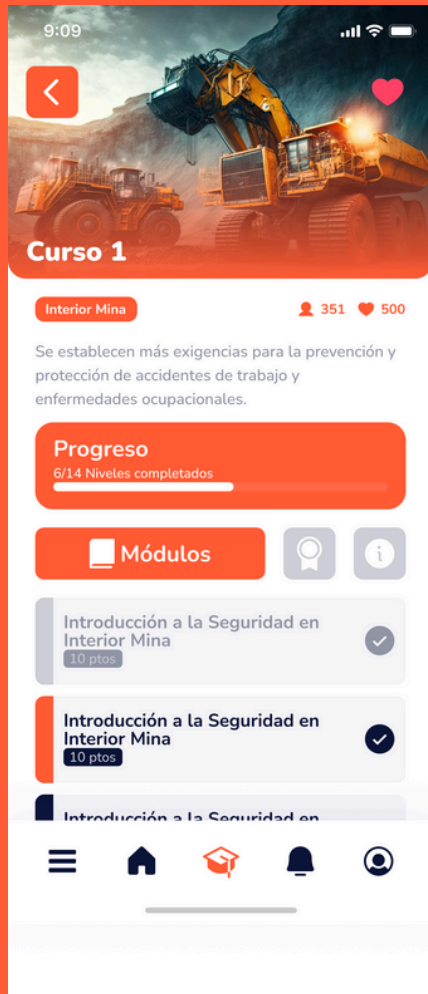 9:09
Curso 1
Interior Mina
351
500
Se establecen más exigencias para la prevención y
protección de accidentes de trabajo y
enfermedades ocupacionales.
Progreso
6/14 Niveles completados
Módulos
Introducción a la Seguridad en
Interior Mina
10 ptos
Introducción a la Seguridad en
Interior Mina
10 ptos
Introducción a la Seguridad en